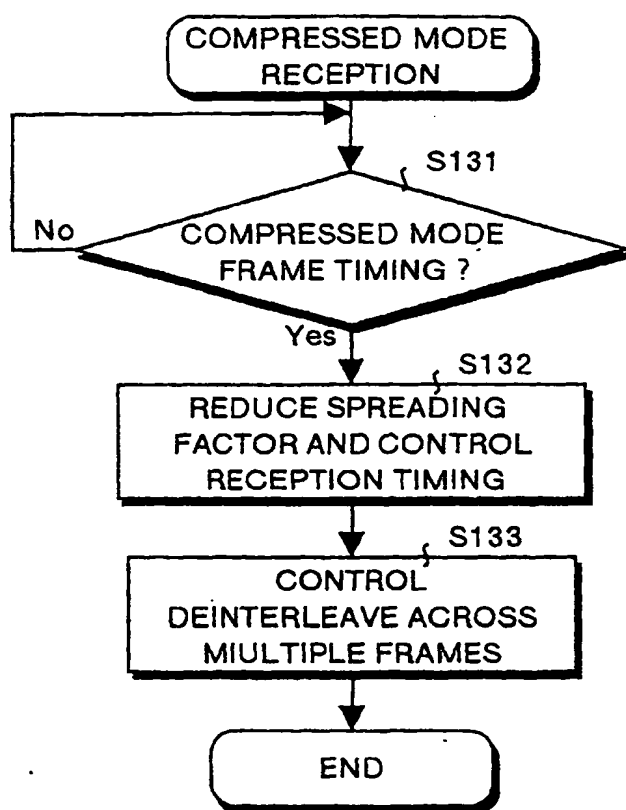 COMPRESSED MODE
RECEPTION
S131
No
COMPRESSED MODE
FRAME TIMING ?
Yes
S132
REDUCE SPREADING
FACTOR AND CONTROL
RECEPTION TIMING
S133
CONTROL
DEINTERLEAVE ACROSS
MIULTIPLE FRAMES
END